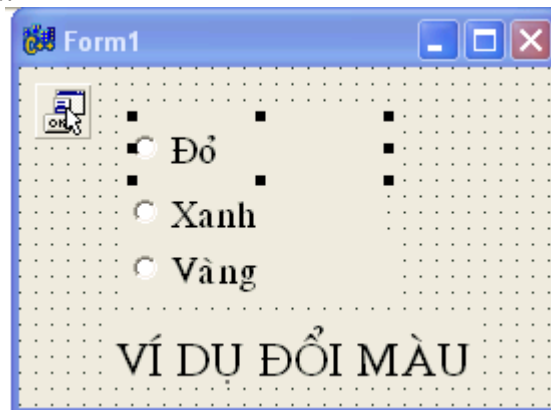 Form1
Đỏ
Xanh
Vàng
VÍ DỤ ĐỔI MÀU